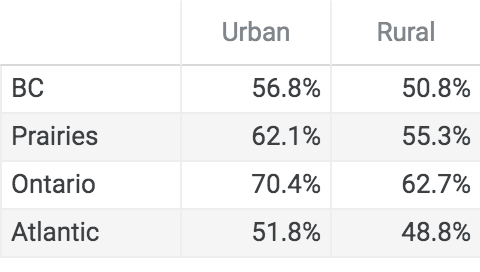 Urban Rural
BC 56.8% 50.8%
Prairies 62.1% 55.3%
Ontario 70.4% 62.7%
Atlantic 51.8% 48.8%